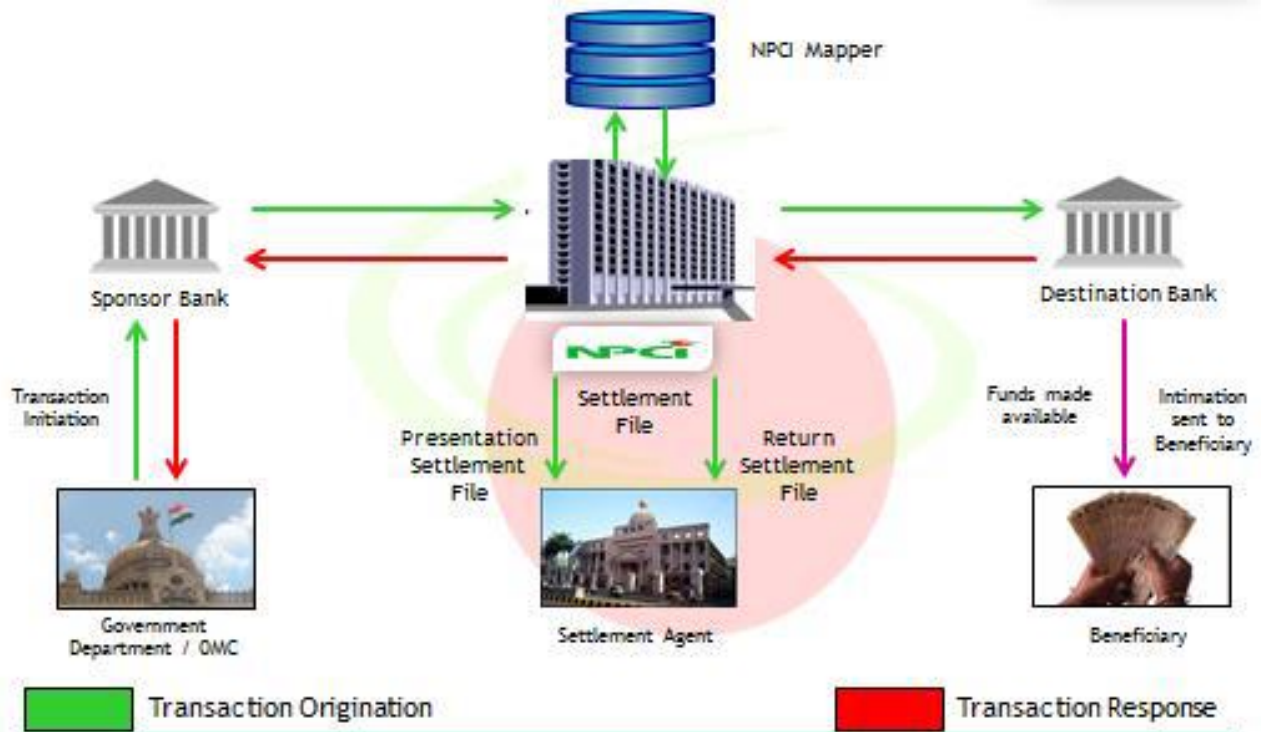 NPCI Mapper
Sponsor Bank
Destination Bank
NPCI
Transaction
Initiation
Settlement
File
Presentation
Settlement
File
Return
Settlement
File
Funds made
available
Intimation
sent to
Beneficiary
Government
Department / OMC
Settlement Agent
Beneficiary
Transaction Origination
Transaction Response